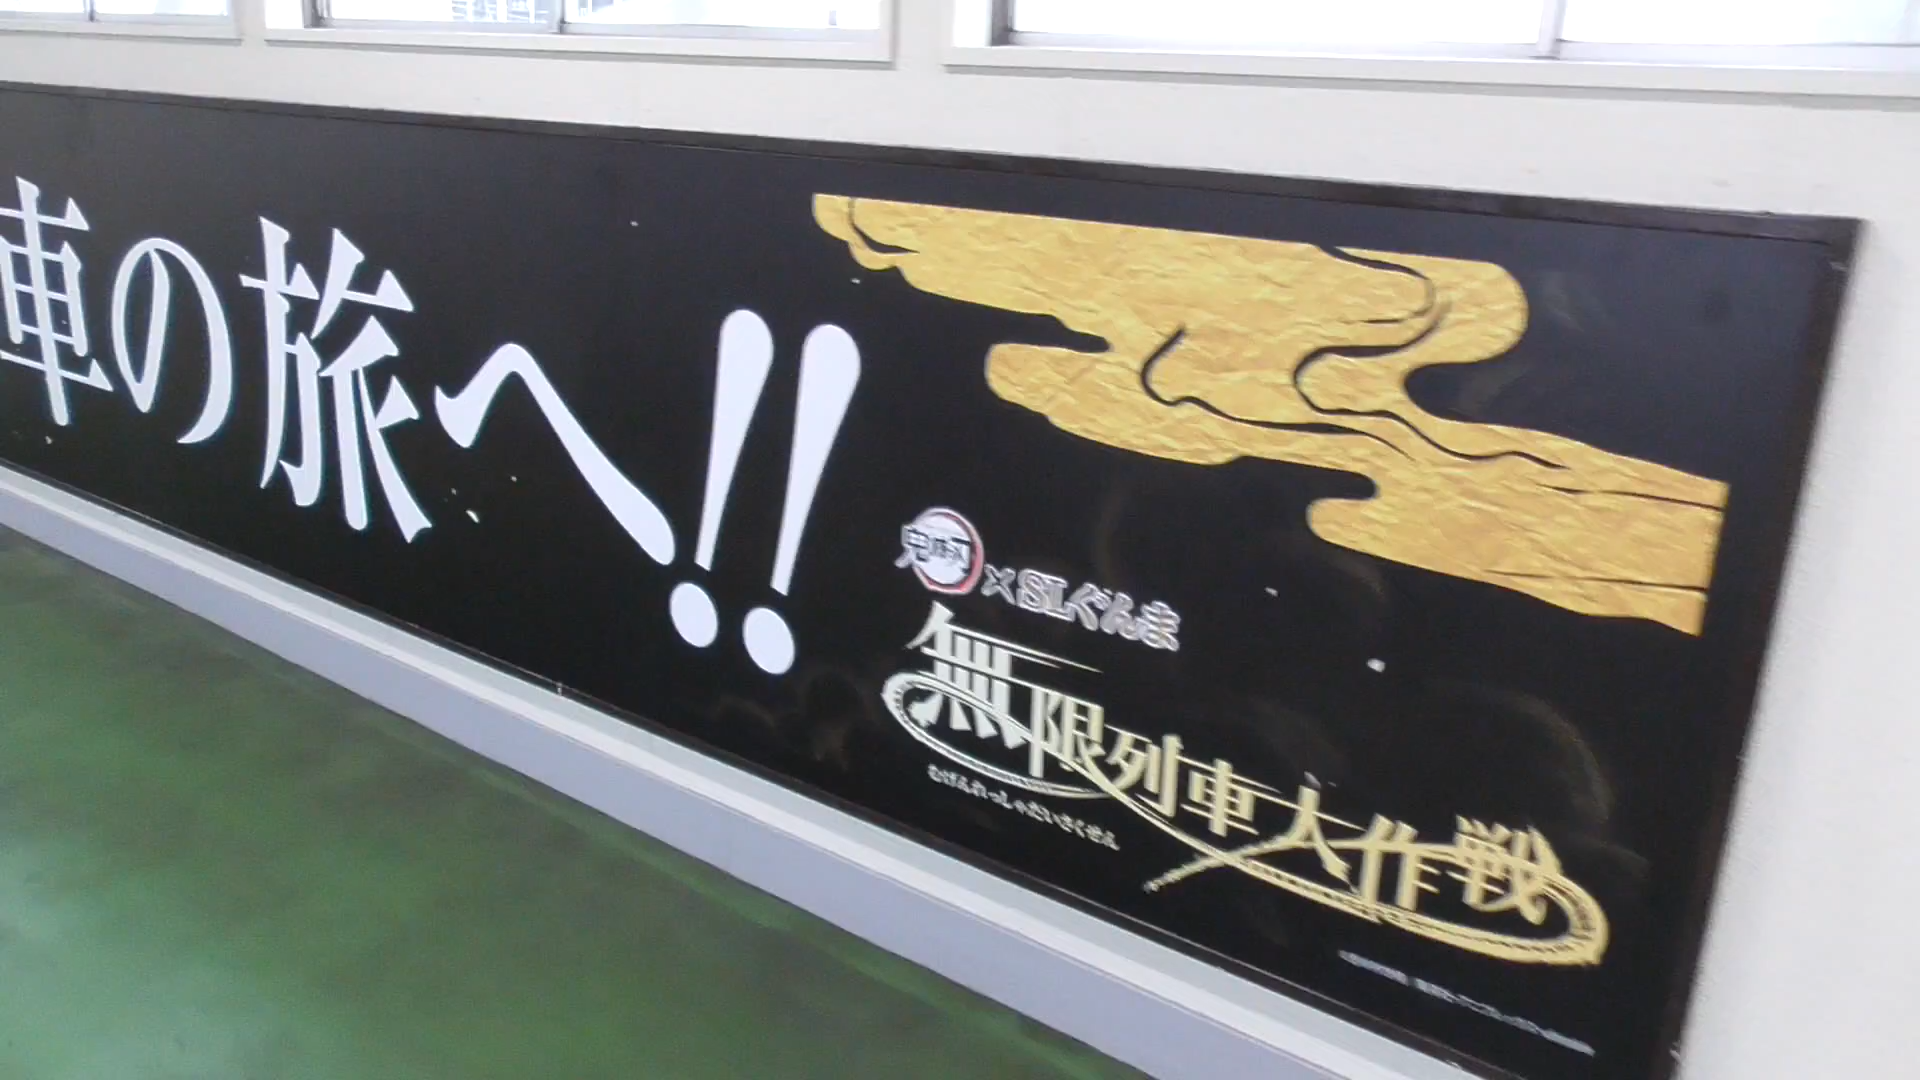 車の旅へ!!
鬼滅の刃×SLぐんま
無限列車大作戦
むげんれっしゃだいさくせん